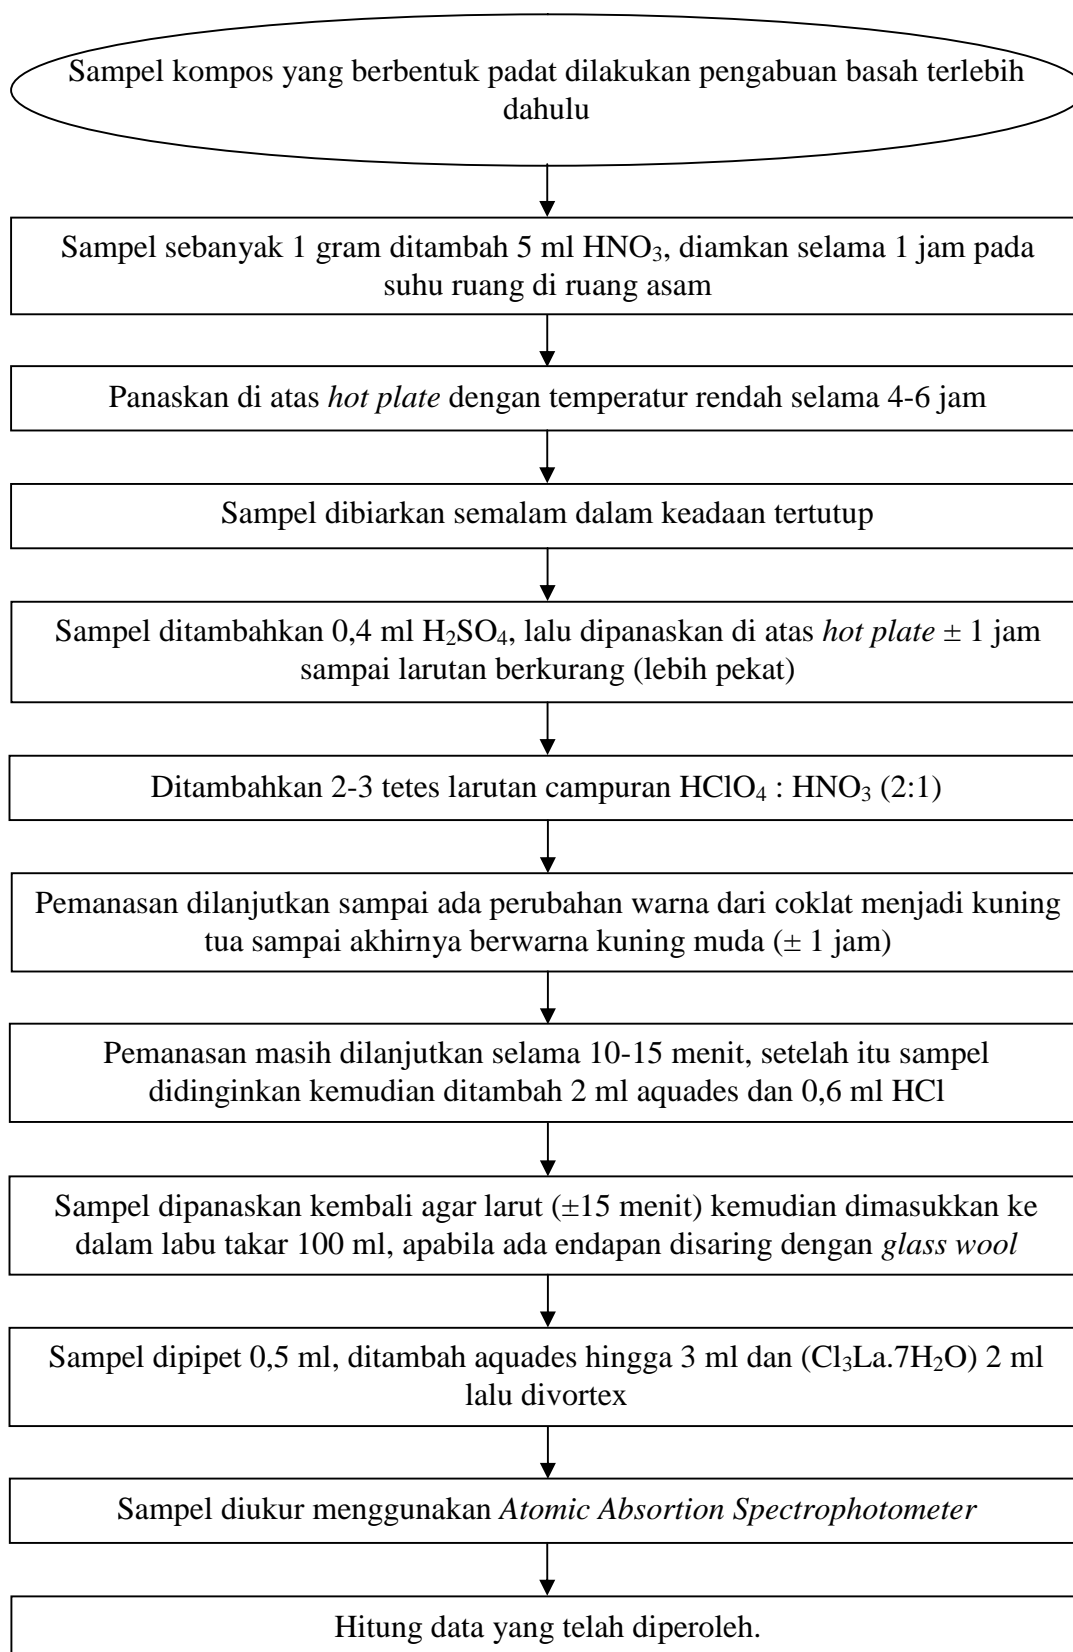 Sampel kompos yang berbentuk padat dilakukan pengabuan basah terlebih
dahulu
Sampel sebanyak 1 gram ditambah 5 ml HNO₃, diamkan selama 1 jam pada
suhu ruang di ruang asam
Panaskan di atas hot plate dengan temperatur rendah selama 4-6 jam
Sampel dibiarkan semalam dalam keadaan tertutup
Sampel ditambahkan 0,4 ml H₂SO₄, lalu dipanaskan di atas hot plate ± 1 jam
sampai larutan berkurang (lebih pekat)
Ditambahkan 2-3 tetes larutan campuran HClO₄ : HNO₃ (2:1)
Pemanasan dilanjutkan sampai ada perubahan warna dari coklat menjadi kuning
tua sampai akhirnya berwarna kuning muda (± 1 jam)
Pemanasan masih dilanjutkan selama 10-15 menit, setelah itu sampel
didinginkan kemudian ditambah 2 ml aquades dan 0,6 ml HCl
Sampel dipanaskan kembali agar larut (±15 menit) kemudian dimasukkan ke
dalam labu takar 100 ml, apabila ada endapan disaring dengan glass wool
Sampel dipipet 0,5 ml, ditambah aquades hingga 3 ml dan (Cl₃La.7H₂O) 2 ml
lalu divortex
Sampel diukur menggunakan Atomic Absortion Spectrophotometer
Hitung data yang telah diperoleh.